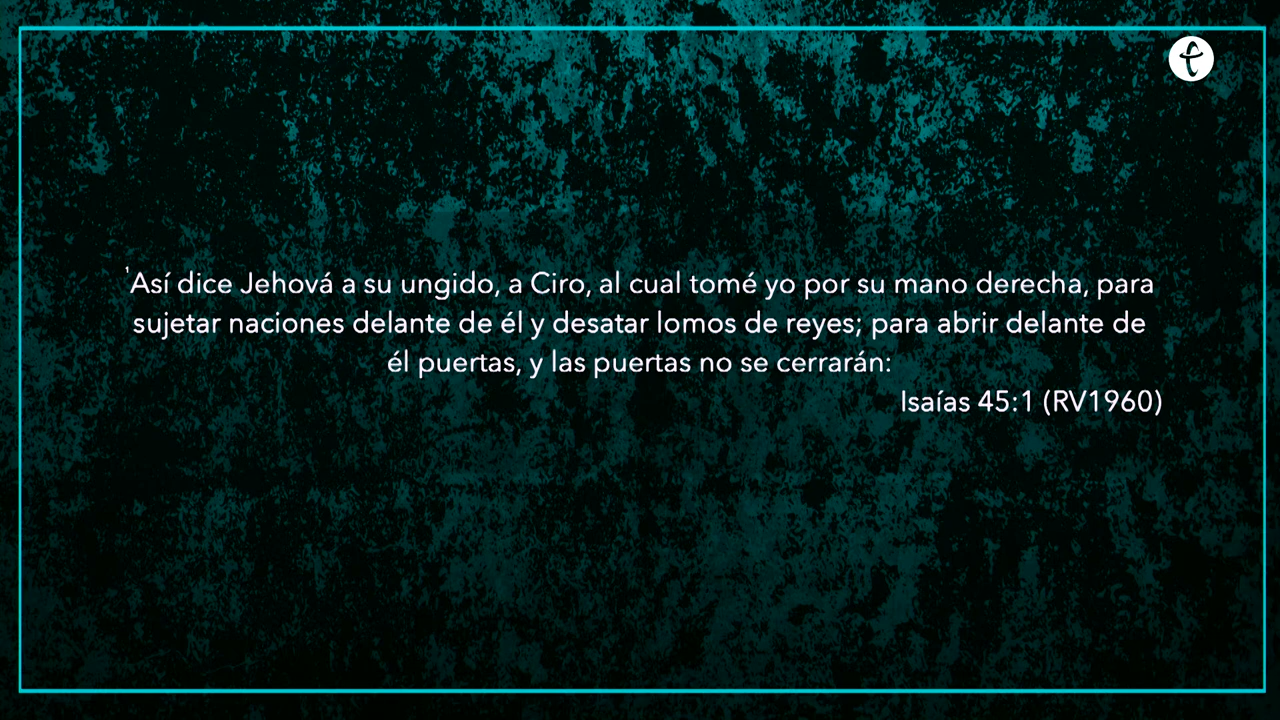 'Así dice Jehová a su ungido, a Ciro, al cual tomé yo por su mano derecha, para
sujetar naciones delante de él y desatar lomos de reyes; para abrir delante de
él puertas, y las puertas no se cerrarán:
Isaías 45:1 (RV1960)